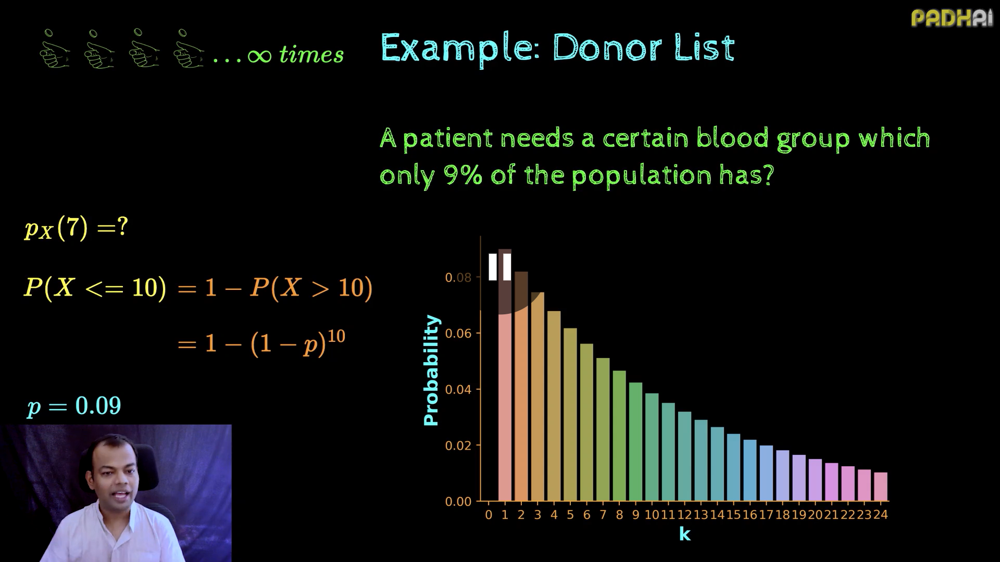 PADHAI
... ∞ times
Example: Donor List
A patient needs a certain blood group which
only 9% of the population has?
p_X(7) =?
P(X <= 10) = 1 − P(X > 10)
= 1 − (1 − p)^10
p = 0.09
0.08
0.06
0.04
0.02
0.00
Probability
0 1 2 3 4 5 6 7 8 9 10 11 12 13 14 15 16 17 18 19 20 21 22 23 24
k